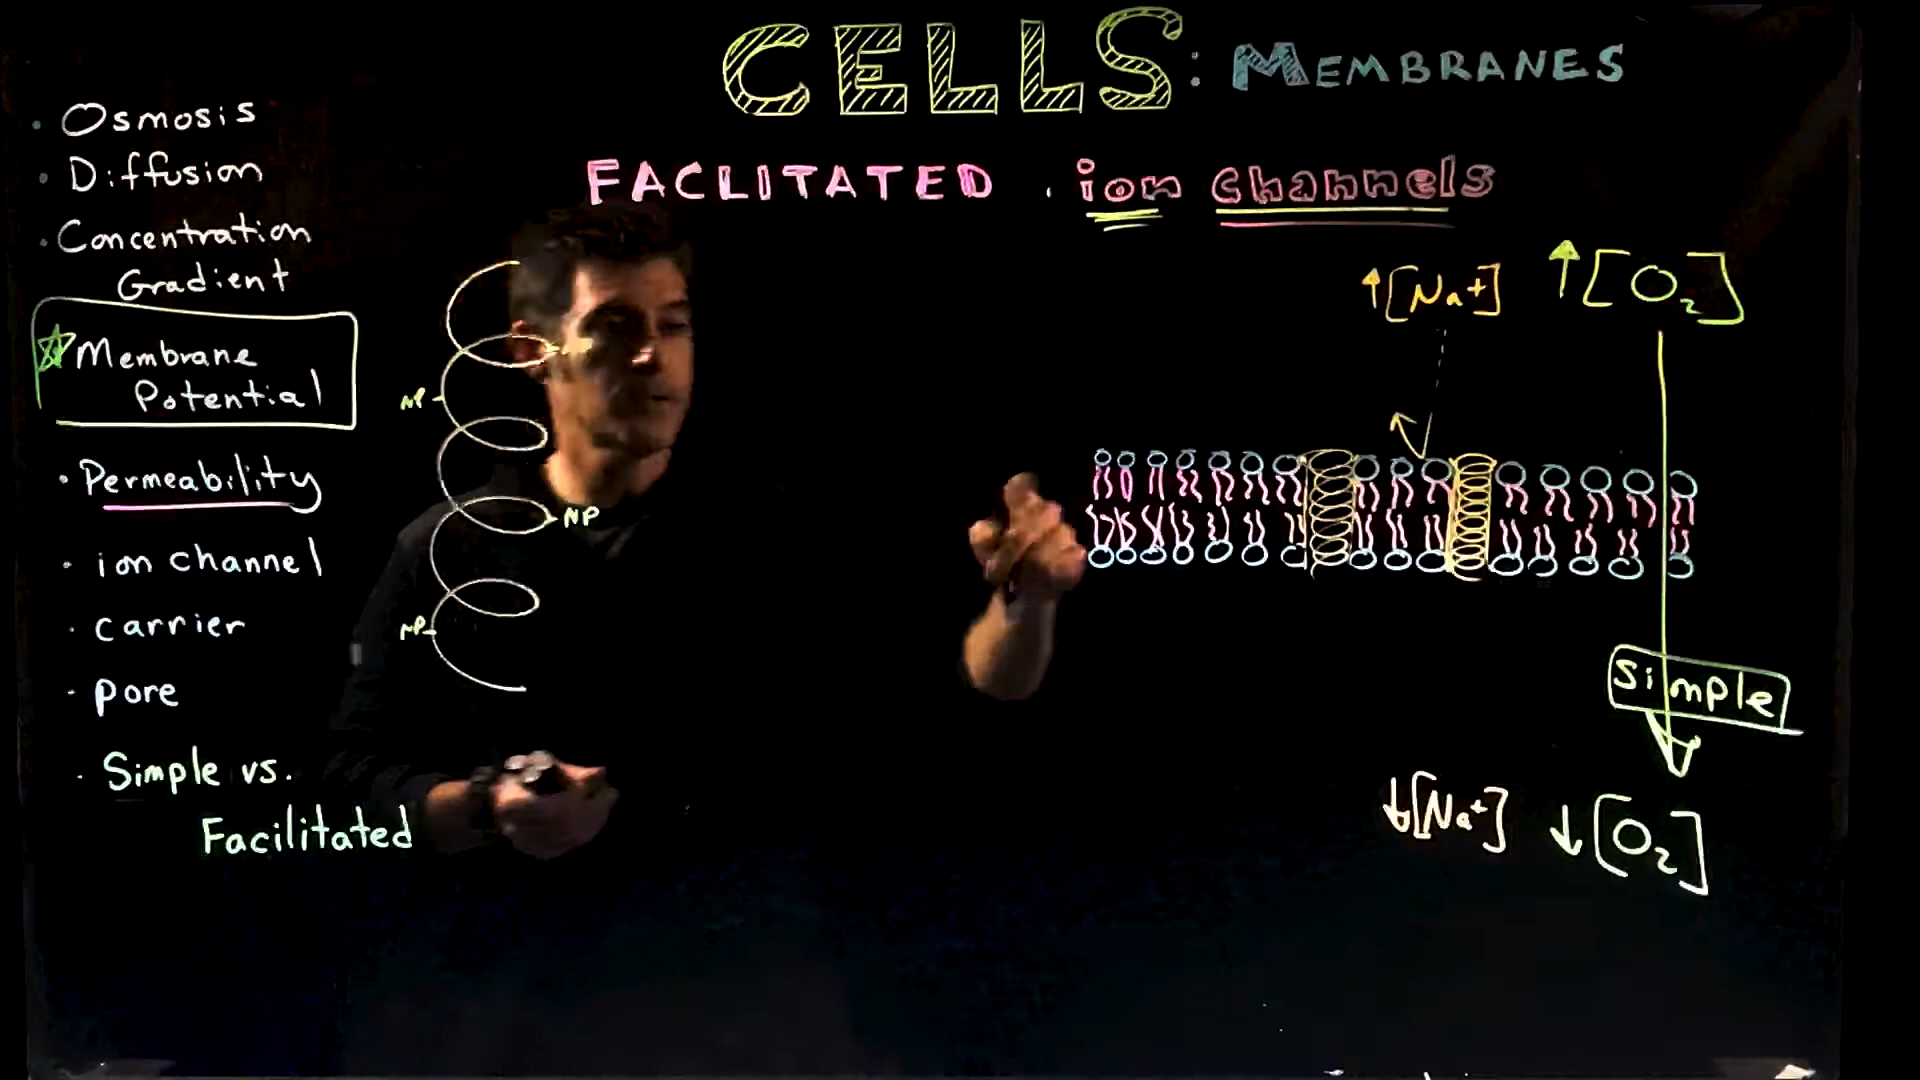 CELLS: MEMBRANES
FACLITATED . ion channels
• Osmosis
• Diffusion
• Concentration
Gradient
Membrane
Potential
• Permeability
• ion channel
• carrier
• pore
• Simple vs.
Facilitated
NP
NP
NP
↑[Na+]
↑[O2]
simple
↓[Na+]
↓[O2]